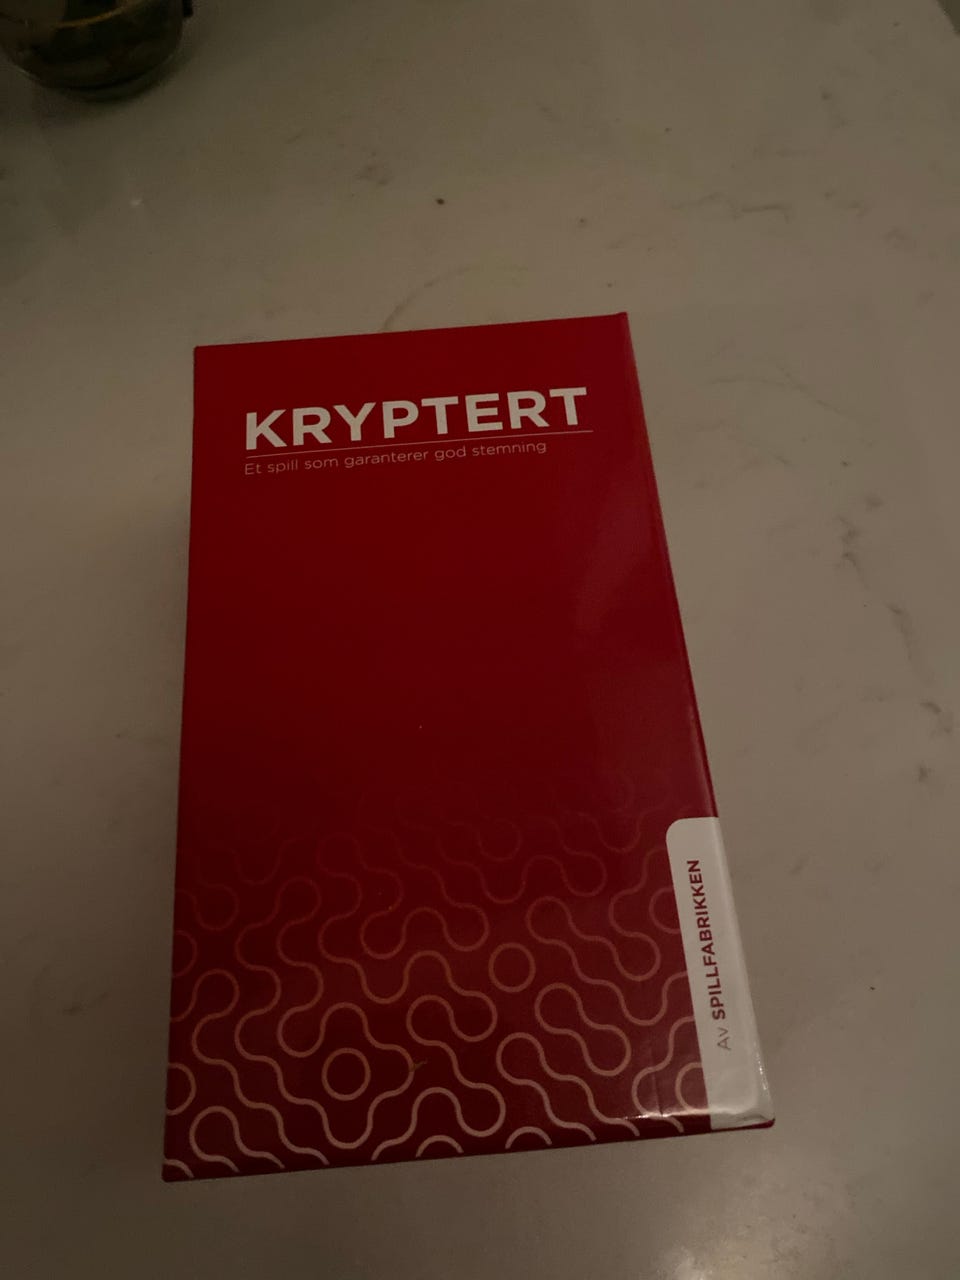 KRYPTERT
Et spill som garanterer god stemning
Av SPILLFABRIKKEN